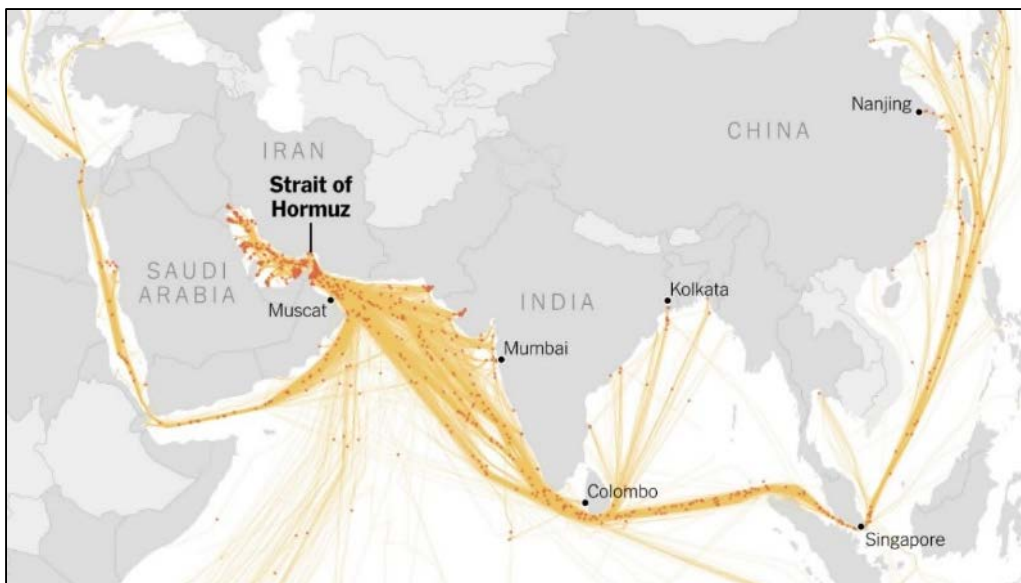 Nanjing
CHINA
IRAN
Strait of
Hormuz
SAUDI
ARABIA
Muscat
INDIA
Kolkata
Mumbai
Colombo
Singapore